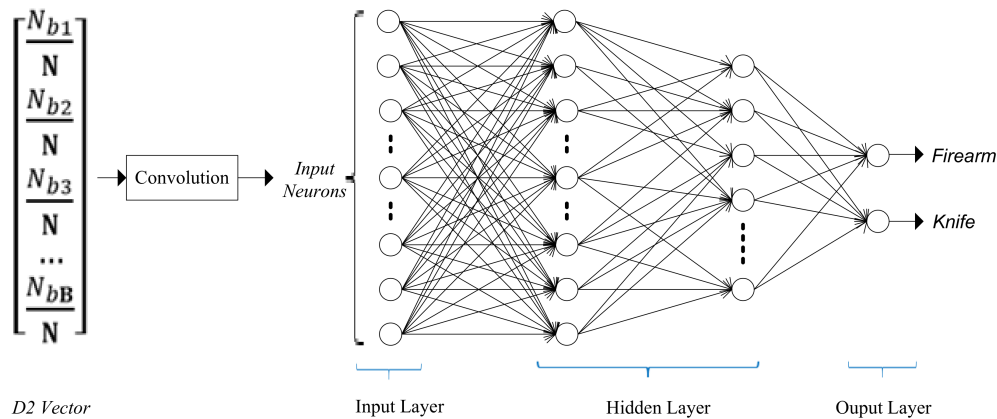 N_b1
N
N_b2
N
N_b3
N
...
N_bB
N
Convolution
Input
Neurons
Firearm
Knife
D2 Vector
Input Layer
Hidden Layer
Ouput Layer